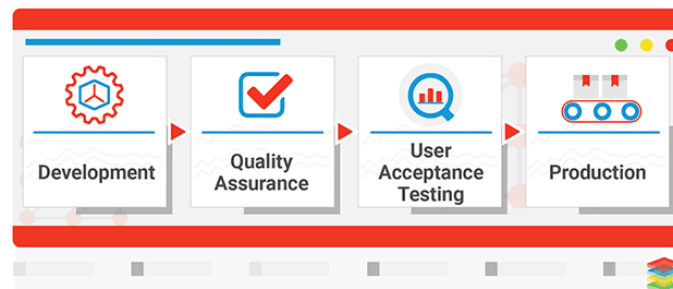 Development
Quality
Assurance
User
Acceptance
Testing
Production